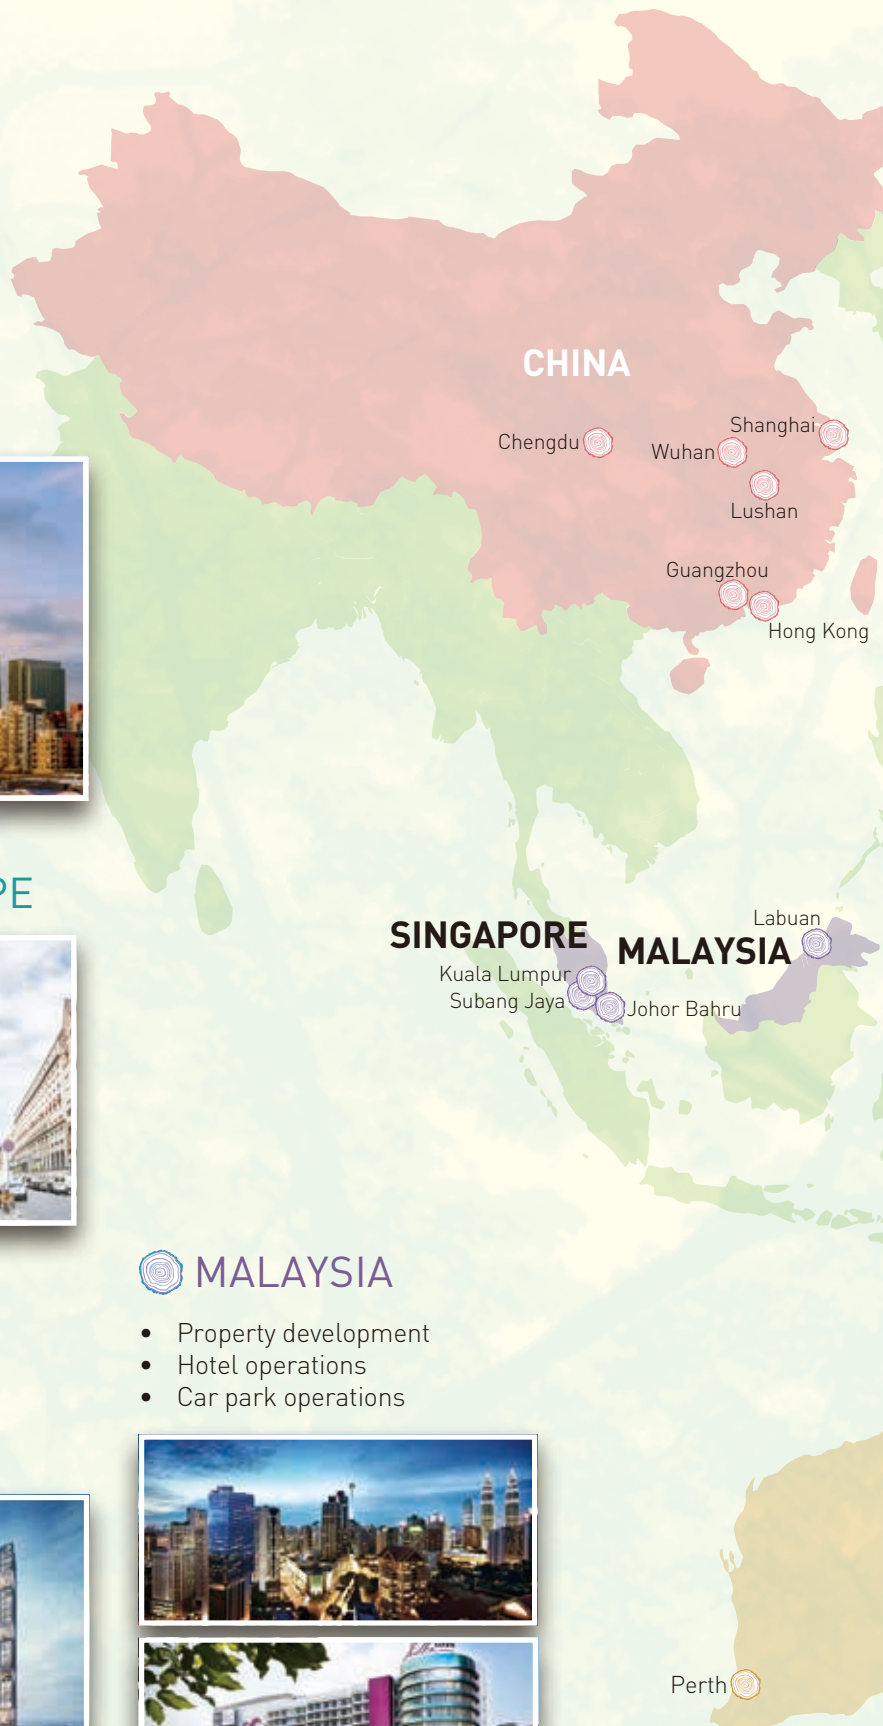 CHINA
Shanghai
Chengdu
Wuhan
Lushan
Guangzhou
Hong Kong
PE
Labuan
SINGAPORE
MALAYSIA
Kuala Lumpur
Subang Jaya
Johor Bahru
MALAYSIA
• Property development
• Hotel operations
• Car park operations
Perth